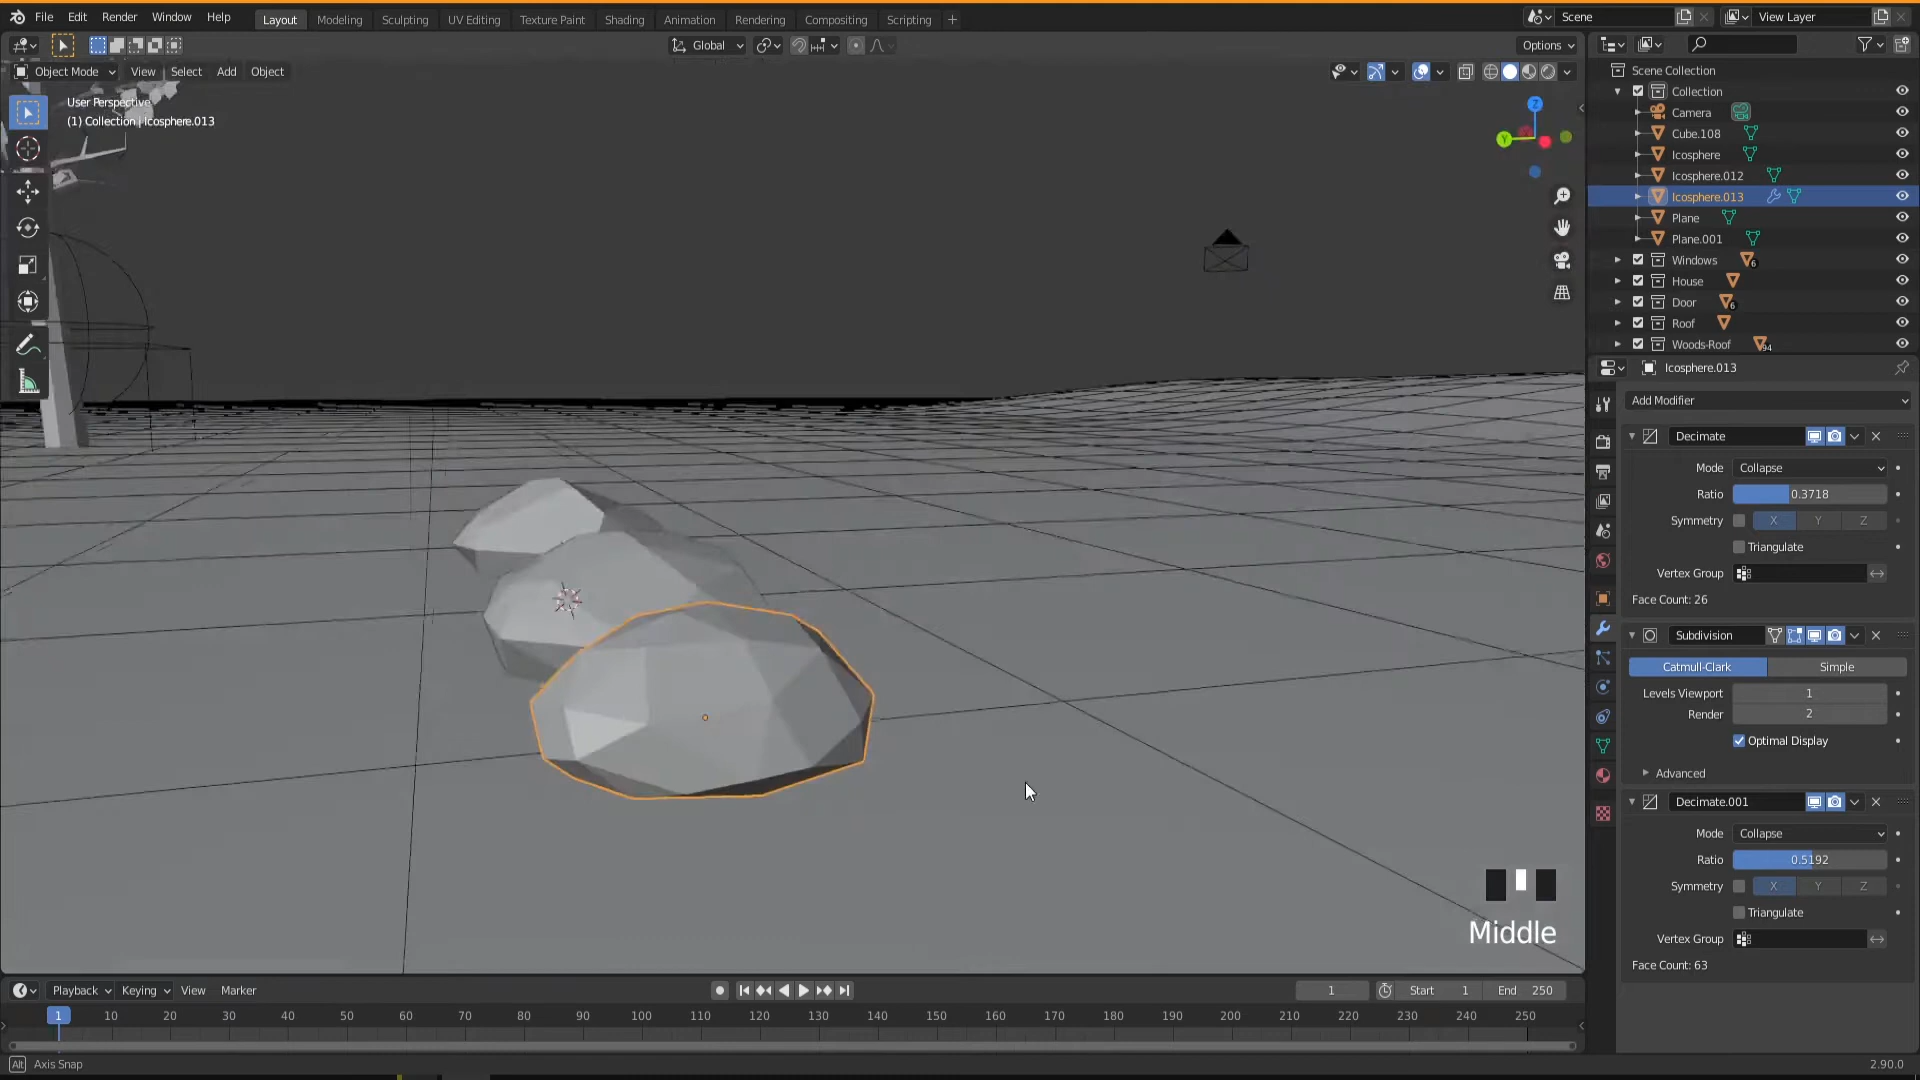 File Edit Render Window Help Layout Modeling Sculpting UV Editing Texture Paint Shading Animation Rendering Compositing Scripting + Scene View Layer
Global Options
Object Mode View Select Add Object
User Perspective
(1) Collection | Icosphere.013
Z
Y
Scene Collection
Collection
Camera
Cube.108
Icosphere
Icosphere.012
Icosphere.013
Plane
Plane.001
Windows 6
House
Door 6
Roof
Woods-Roof 94
Icosphere.013
Add Modifier
Decimate
Mode Collapse
Ratio 0.3718
Symmetry X Y Z
Triangulate
Vertex Group
Face Count: 26
Subdivision
Catmull-Clark Simple
Levels Viewport 1
Render 2
Optimal Display
Advanced
Decimate.001
Mode Collapse
Ratio 0.5192
Symmetry X Y Z
Triangulate
Vertex Group
Face Count: 63
Middle
Playback Keying View Marker 1 Start 1 End 250
1 10 20 30 40 50 60 70 80 90 100 110 120 130 140 150 160 170 180 190 200 210 220 230 240 250
Alt Axis Snap 2.90.0